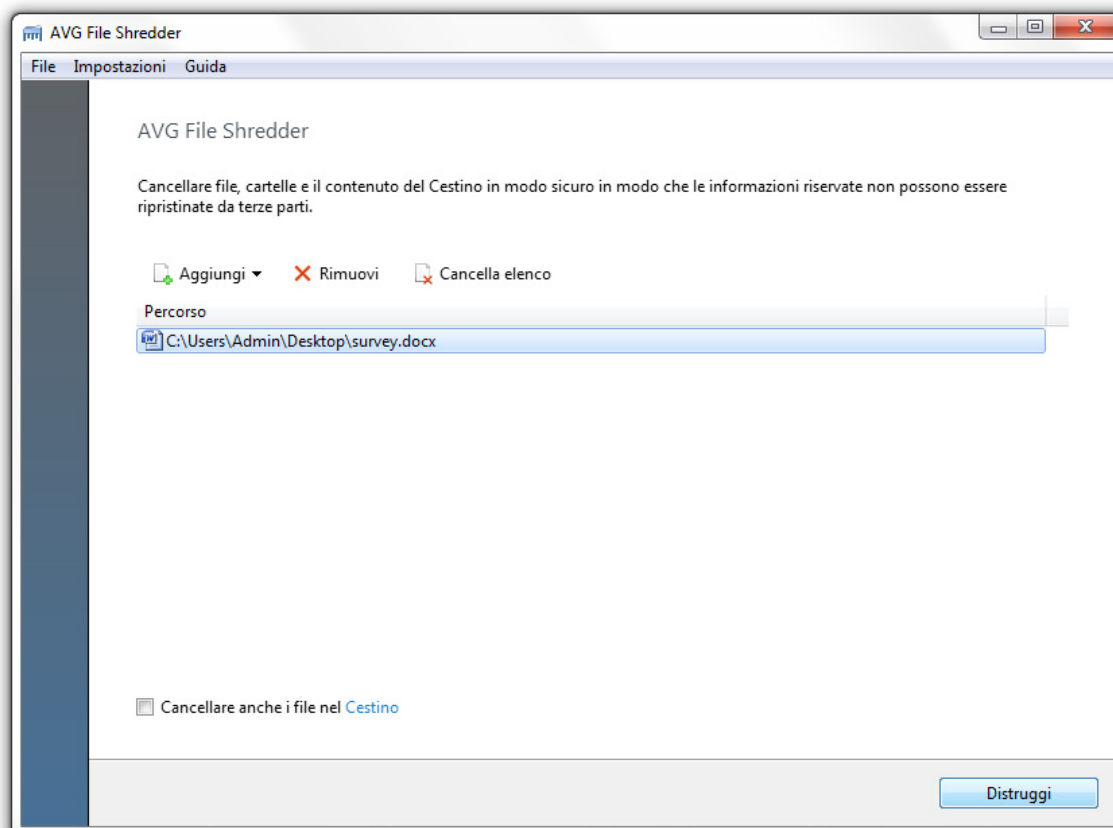 AVG File Shredder
File Impostazioni Guida
AVG File Shredder
Cancellare file, cartelle e il contenuto del Cestino in modo sicuro in modo che le informazioni riservate non possono essere
ripristinate da terze parti.
Aggiungi Rimuovi Cancella elenco
Percorso
C:\Users\Admin\Desktop\survey.docx
Cancellare anche i file nel Cestino
Distruggi